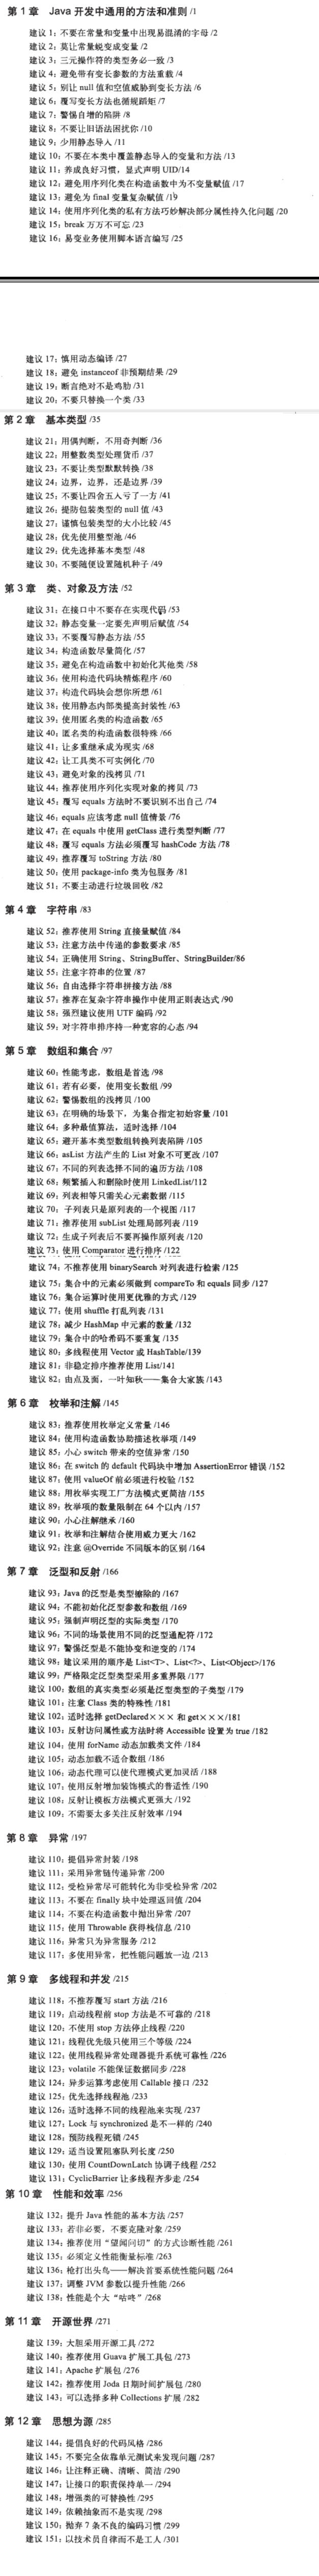 第 1 章 Java 开发中通用的方法和准则 /1
建议 1：不要在常量和变量中出现易混淆的字母 /2
建议 2：莫让常量蜕变成变量 /2
建议 3：三元操作符的类型务必一致 /3
建议 4：避免带有变长参数的方法重载 /4
建议 5：别让 null 值和空值威胁到变长方法 /6
建议 6：覆写变长方法也循规蹈矩 /7
建议 7：警惕自增的陷阱 /8
建议 8：不要让旧语法困扰你 /10
建议 9：少用静态导入 /11
建议 10：不要在本类中覆盖静态导入的变量和方法 /13
建议 11：养成良好习惯，显式声明 UID/14
建议 12：避免用序列化类在构造函数中为不变量赋值 /17
建议 13：避免为 final 变量复杂赋值 /19
建议 14：使用序列化类的私有方法巧妙解决部分属性持久化问题 /20
建议 15：break 万万不可忘 /23
建议 16：易变业务使用脚本语言编写 /25
建议 17：慎用动态编译 /27
建议 18：避免 instanceof 非预期结果 /29
建议 19：断言绝对不是鸡肋 /31
建议 20：不要只替换一个类 /33
第 2 章 基本类型 /35
建议 21：用偶判断，不用奇判断 /36
建议 22：用整数类型处理货币 /37
建议 23：不要让类型默默转换 /38
建议 24：边界，边界，还是边界 /39
建议 25：不要让四舍五入亏了一方 /41
建议 26：提防包装类型的 null 值 /43
建议 27：谨慎包装类型的大小比较 /45
建议 28：优先使用整型池 /46
建议 29：优先选择基本类型 /48
建议 30：不要随便设置随机种子 /49
第 3 章 类、对象及方法 /52
建议 31：在接口中不要存在实现代码 /53
建议 32：静态变量一定要先声明后赋值 /54
建议 33：不要覆写静态方法 /55
建议 34：构造函数尽量简化 /57
建议 35：避免在构造函数中初始化其他类 /58
建议 36：使用构造代码块精炼程序 /60
建议 37：构造代码块会想你所想 /61
建议 38：使用静态内部类提高封装性 /63
建议 39：使用匿名类的构造函数 /65
建议 40：匿名类的构造函数很特殊 /66
建议 41：让多重继承成为现实 /68
建议 42：让工具类不可实例化 /70
建议 43：避免对象的浅拷贝 /71
建议 44：推荐使用序列化实现对象的拷贝 /73
建议 45：覆写 equals 方法时不要识别不出自己 /74
建议 46：equals 应该考虑 null 值情景 /76
建议 47：在 equals 中使用 getClass 进行类型判断 /77
建议 48：覆写 equals 方法必须覆写 hashCode 方法 /78
建议 49：推荐覆写 toString 方法 /80
建议 50：使用 package-info 类为包服务 /81
建议 51：不要主动进行垃圾回收 /82
第 4 章 字符串 /83
建议 52：推荐使用 String 直接量赋值 /84
建议 53：注意方法中传递的参数要求 /85
建议 54：正确使用 String、StringBuffer、StringBuilder/86
建议 55：注意字符串的位置 /87
建议 56：自由选择字符串拼接方法 /88
建议 57：推荐在复杂字符串操作中使用正则表达式 /90
建议 58：强烈建议使用 UTF 编码 /92
建议 59：对字符串排序持一种宽容的心态 /94
第 5 章 数组和集合 /97
建议 60：性能考虑，数组是首选 /98
建议 61：若有必要，使用变长数组 /99
建议 62：警惕数组的浅拷贝 /100
建议 63：在明确的场景下，为集合指定初始容量 /101
建议 64：多种最值算法，适时选择 /104
建议 65：避开基本类型数组转换列表陷阱 /105
建议 66：asList 方法产生的 List 对象不可更改 /107
建议 67：不同的列表选择不同的遍历方法 /108
建议 68：频繁插入和删除时使用 LinkedList/112
建议 69：列表相等只需关心元素数据 /115
建议 70：子列表只是原列表的一个视图 /117
建议 71：推荐使用 subList 处理局部列表 /119
建议 72：生成子列表后不要再操作原列表 /120
建议 73：使用 Comparator 进行排序 /122
建议 74：不推荐使用 binarySearch 对列表进行检索 /125
建议 75：集合中的元素必须做到 compareTo 和 equals 同步 /127
建议 76：集合运算时使用更优雅的方式 /129
建议 77：使用 shuffle 打乱列表 /131
建议 78：减少 HashMap 中元素的数量 /132
建议 79：集合中的哈希码不要重复 /135
建议 80：多线程使用 Vector 或 HashTable/139
建议 81：非稳定排序推荐使用 List/141
建议 82：由点及面，一叶知秋——集合大家族 /143
第 6 章 枚举和注解 /145
建议 83：推荐使用枚举定义常量 /146
建议 84：使用构造函数协助描述枚举项 /149
建议 85：小心 switch 带来的空值异常 /150
建议 86：在 switch 的 default 代码块中增加 AssertionError 错误 /152
建议 87：使用 valueOf 前必须进行校验 /152
建议 88：用枚举实现工厂方法模式更简洁 /155
建议 89：枚举项的数量限制在 64 个以内 /157
建议 90：小心注解继承 /160
建议 91：枚举和注解结合使用威力更大 /162
建议 92：注意 @Override 不同版本的区别 /164
第 7 章 泛型和反射 /166
建议 93：Java 的泛型是类型擦除的 /167
建议 94：不能初始化泛型参数和数组 /169
建议 95：强制声明泛型的实际类型 /170
建议 96：不同的场景使用不同的泛型通配符 /172
建议 97：警惕泛型是不能协变和逆变的 /174
建议 98：建议采用的顺序是 List<T>、List<?>、List<Object>/176
建议 99：严格限定泛型类型采用多重界限 /177
建议 100：数组的真实类型必须是泛型类型的子类型 /179
建议 101：注意 Class 类的特殊性 /181
建议 102：适时选择 getDeclared××× 和 get×××/181
建议 103：反射访问属性或方法时将 Accessible 设置为 true /182
建议 104：使用 forName 动态加载类文件 /184
建议 105：动态加载不适合数组 /186
建议 106：动态代理可以使代理模式更加灵活 /188
建议 107：使用反射增加装饰模式的普适性 /190
建议 108：反射让模板方法模式更强大 /192
建议 109：不需要太多关注反射效率 /194
第 8 章 异常 /197
建议 110：提倡异常封装 /198
建议 111：采用异常链传递异常 /200
建议 112：受检异常尽可能转化为非受检异常 /202
建议 113：不要在 finally 块中处理返回值 /204
建议 114：不要在构造函数中抛出异常 /207
建议 115：使用 Throwable 获得栈信息 /210
建议 116：异常只为异常服务 /212
建议 117：多使用异常，把性能问题放一边 /213
第 9 章 多线程和并发 /215
建议 118：不推荐覆写 start 方法 /216
建议 119：启动线程前 stop 方法是不可靠的 /218
建议 120：不使用 stop 方法停止线程 /220
建议 121：线程优先级只使用三个等级 /224
建议 122：使用线程异常处理器提升系统可靠性 /226
建议 123：volatile 不能保证数据同步 /228
建议 124：异步运算考虑使用 Callable 接口 /232
建议 125：优先选择线程池 /233
建议 126：适时选择不同的线程池来实现 /237
建议 127：Lock 与 synchronized 是不一样的 /240
建议 128：预防线程死锁 /245
建议 129：适当设置阻塞队列长度 /250
建议 130：使用 CountDownLatch 协调子线程 /252
建议 131：CyclicBarrier 让多线程齐步走 /254
第 10 章 性能和效率 /256
建议 132：提升 Java 性能的基本方法 /257
建议 133：若非必要，不要克隆对象 /259
建议 134：推荐使用“望闻问切”的方式诊断性能 /261
建议 135：必须定义性能衡量标准 /263
建议 136：枪打出头鸟——解决首要系统性能问题 /264
建议 137：调整 JVM 参数以提升性能 /266
建议 138：性能是个大“咕咚” /268
第 11 章 开源世界 /271
建议 139：大胆采用开源工具 /272
建议 140：推荐使用 Guava 扩展工具包 /273
建议 141：Apache 扩展包 /276
建议 142：推荐使用 Joda 日期时间扩展包 /280
建议 143：可以选择多种 Collections 扩展 /282
第 12 章 思想为源 /285
建议 144：提倡良好的代码风格 /286
建议 145：不要完全依靠单元测试来发现问题 /287
建议 146：让注释正确、清晰、简洁 /290
建议 147：让接口的职责保持单一 /294
建议 148：增强类的可替换性 /295
建议 149：依赖抽象而不是实现 /298
建议 150：抛弃 7 条不良的编码习惯 /299
建议 151：以技术员自律而不是工人 /301